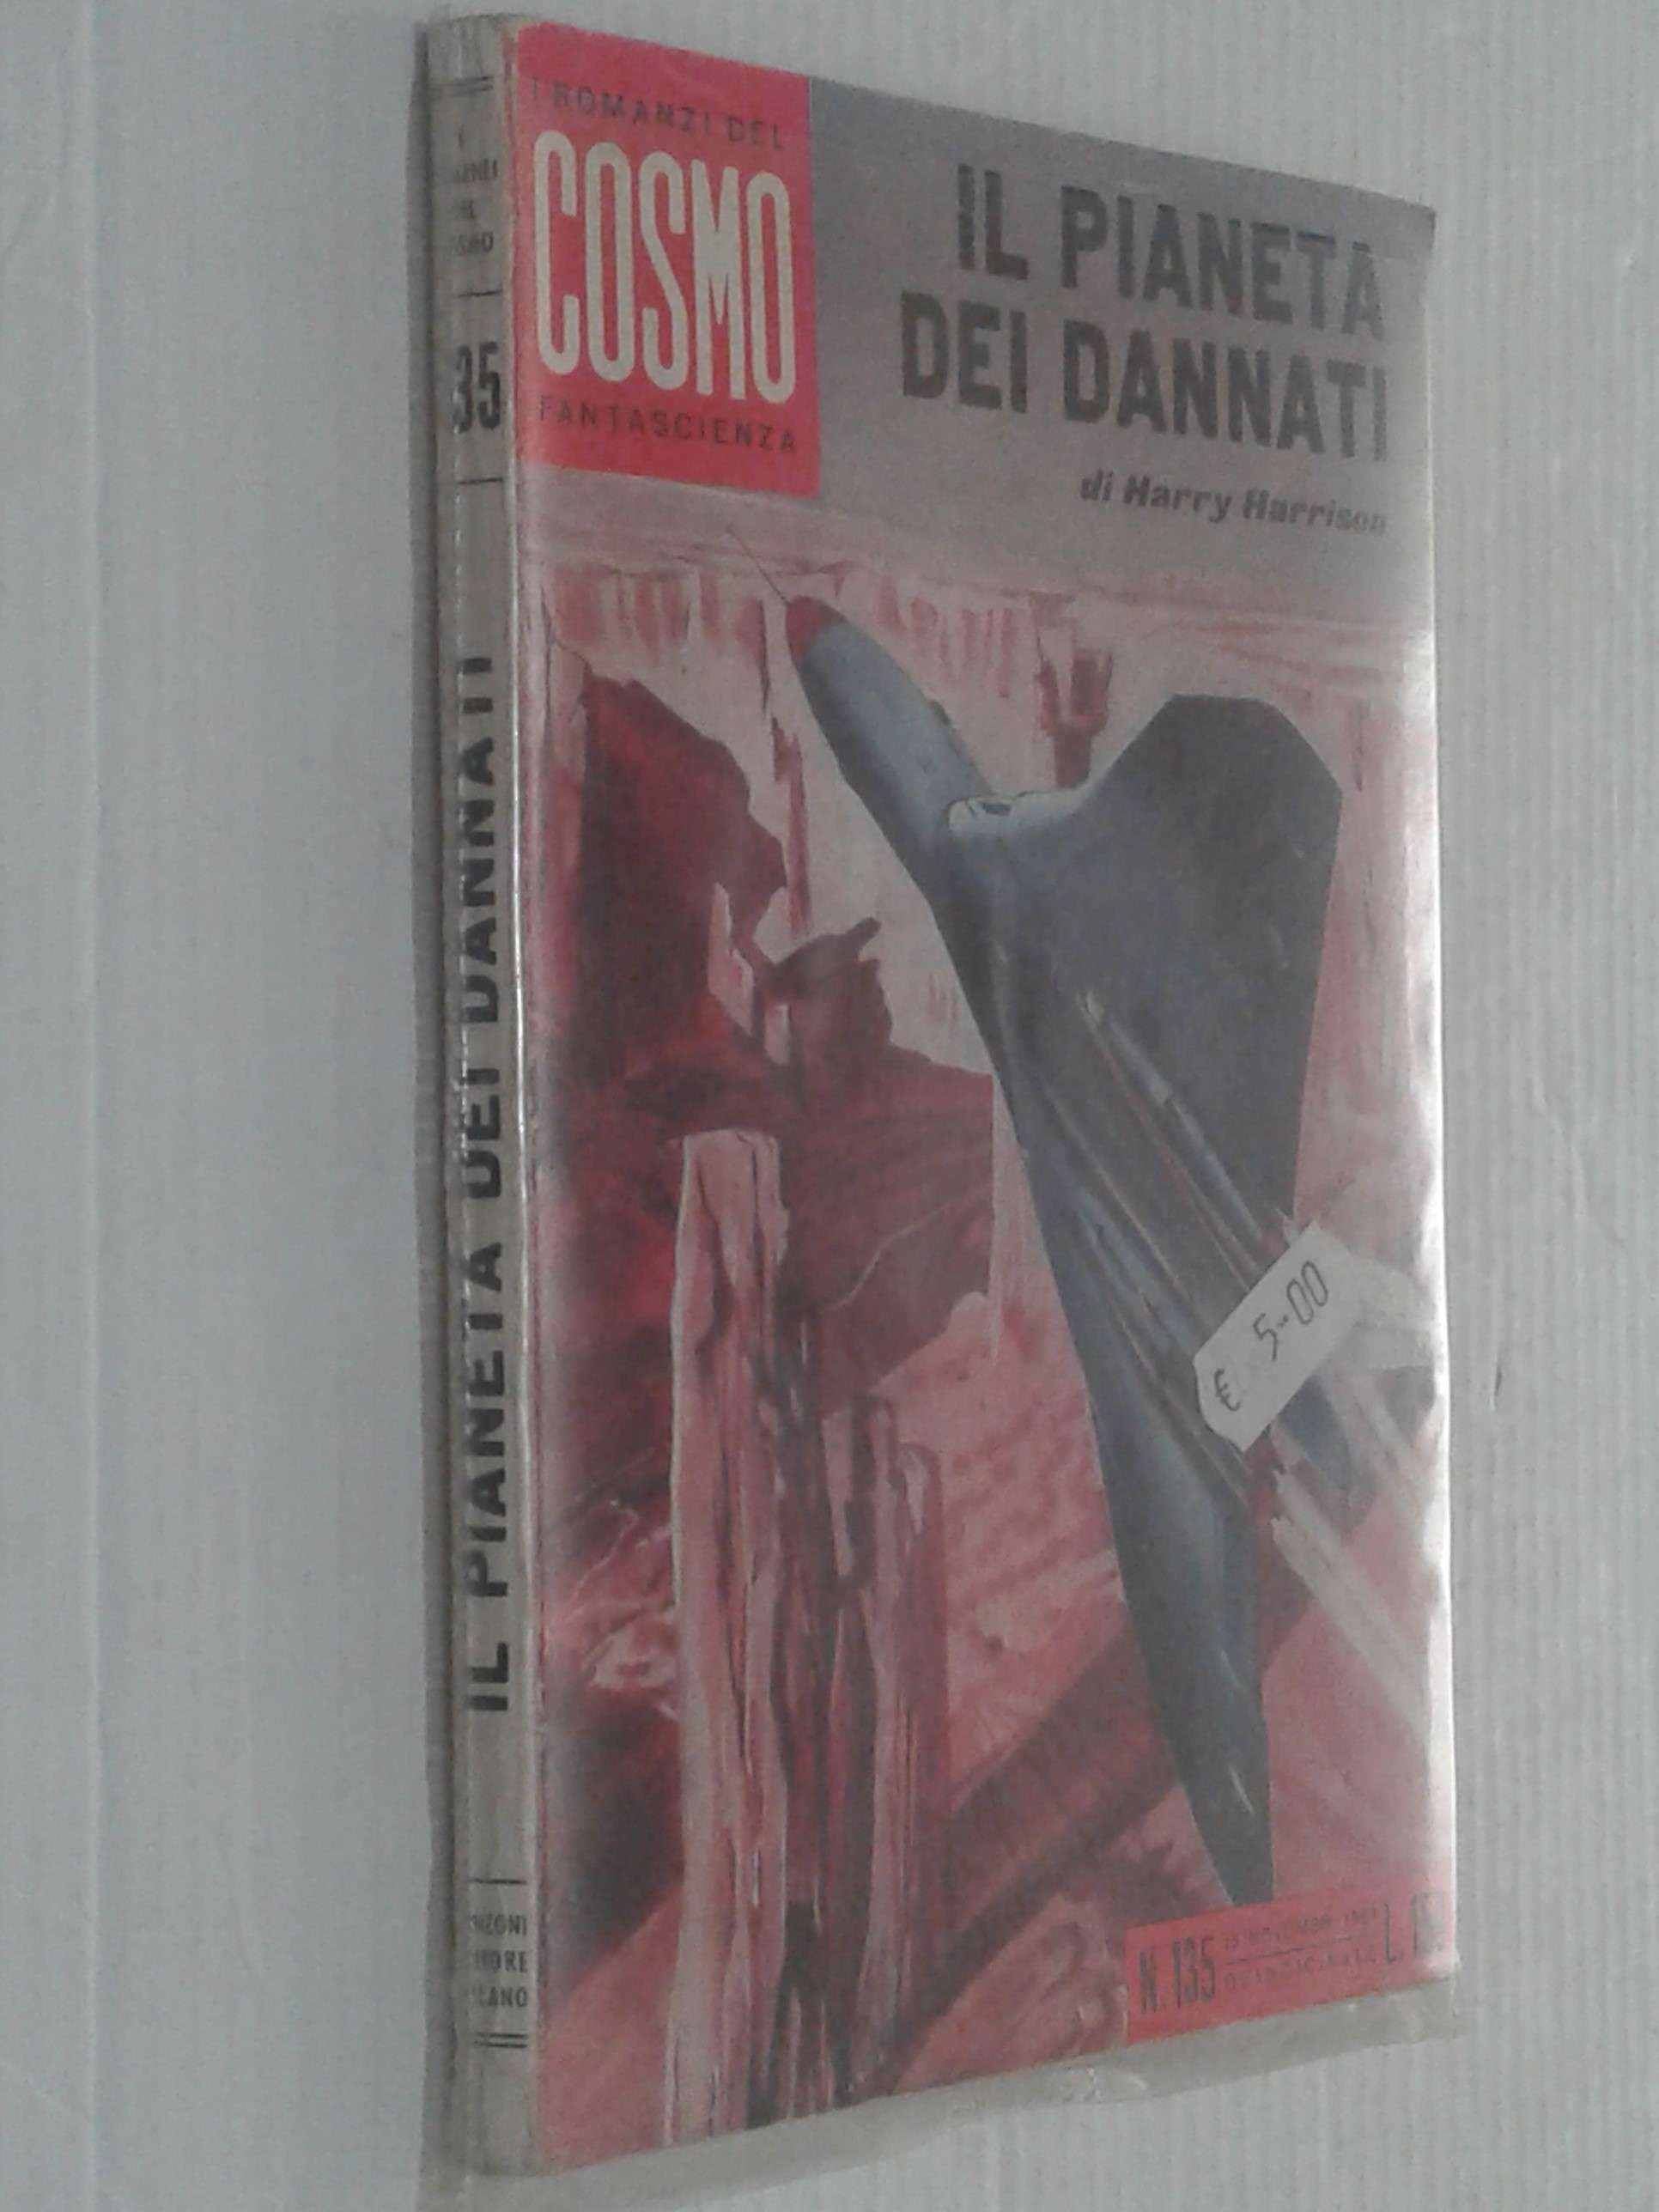 I ROMANZI DEL
COSMO
FANTASCIENZA
IL PIANETA
DEI DANNATI
di Harry Harrison
€ 5,00
N. 135
QUINDICINALE
L.
35
IL PIANETA DEI DANNATI